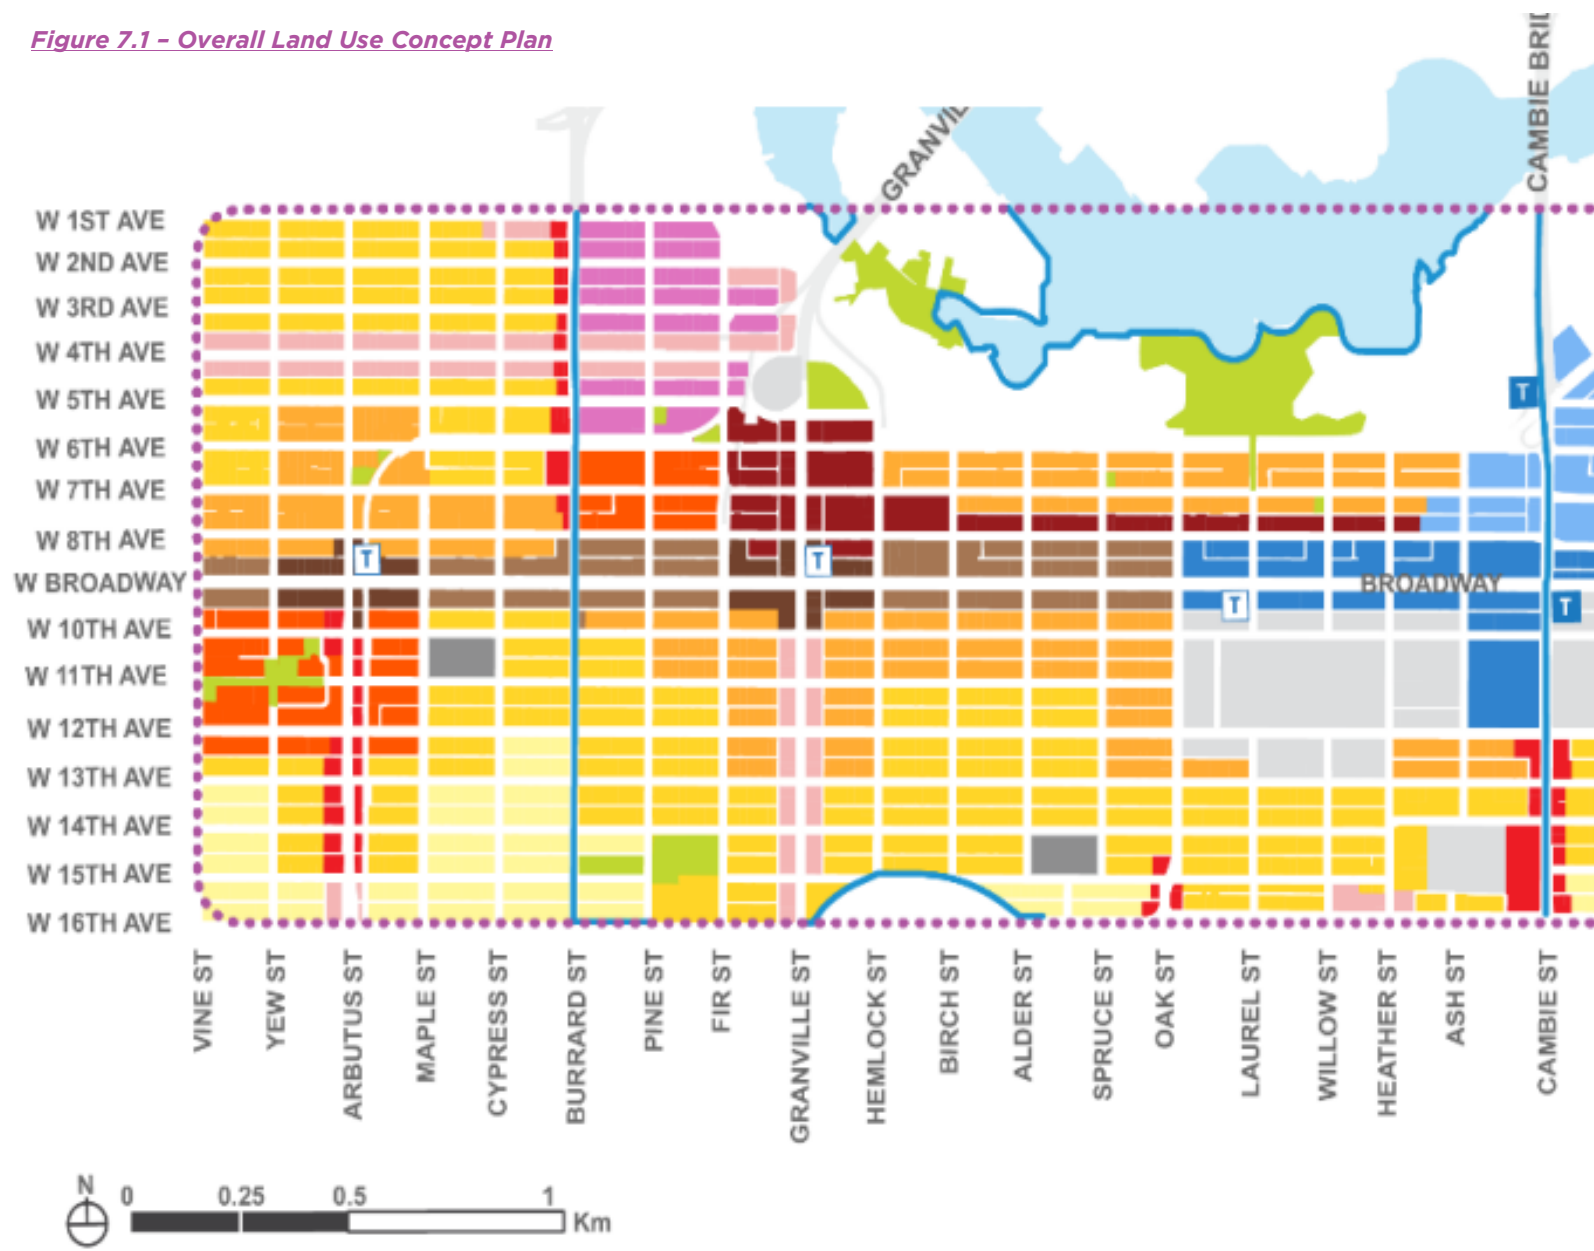 Figure 7.1 – Overall Land Use Concept Plan
CAMBIE BRID
GRANVIL
W 1ST AVE
W 2ND AVE
W 3RD AVE
W 4TH AVE
W 5TH AVE
T
W 6TH AVE
W 7TH AVE
W 8TH AVE
T
T
W BROADWAY
BROADWAY
T
T
W 10TH AVE
W 11TH AVE
W 12TH AVE
W 13TH AVE
W 14TH AVE
W 15TH AVE
W 16TH AVE
VINE ST
YEW ST
ARBUTUS ST
MAPLE ST
CYPRESS ST
BURRARD ST
PINE ST
FIR ST
GRANVILLE ST
HEMLOCK ST
BIRCH ST
ALDER ST
SPRUCE ST
OAK ST
LAUREL ST
WILLOW ST
HEATHER ST
ASH ST
CAMBIE ST
N
0 0.25 0.5 1
Km